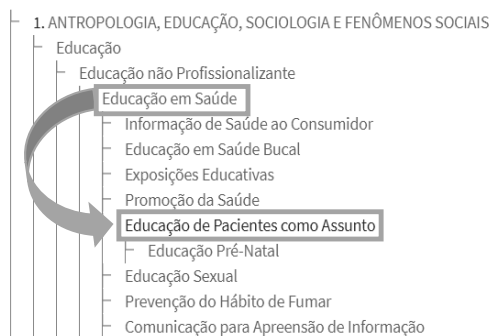 1. ANTROPOLOGIA, EDUCAÇÃO, SOCIOLOGIA E FENÔMENOS SOCIAIS
Educação
Educação não Profissionalizante
Educação em Saúde
Informação de Saúde ao Consumidor
Educação em Saúde Bucal
Exposições Educativas
Promoção da Saúde
Educação de Pacientes como Assunto
Educação Pré-Natal
Educação Sexual
Prevenção do Hábito de Fumar
Comunicação para Apreensão de Informação